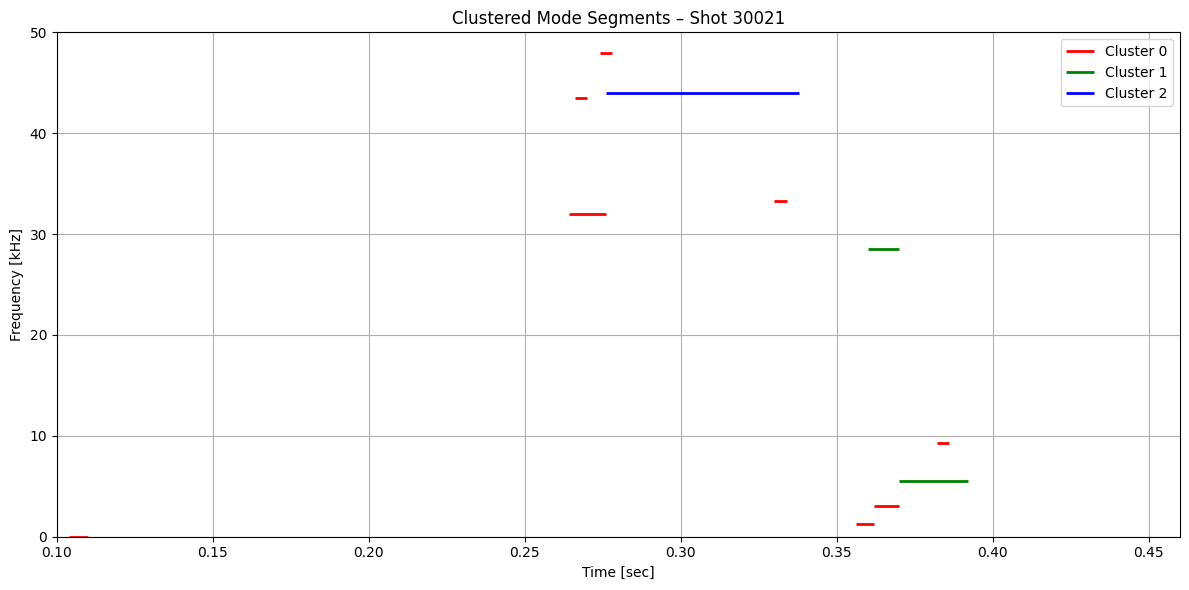 Clustered Mode Segments – Shot 30021
Cluster 0
Cluster 1
Cluster 2
Frequency [kHz]
50
40
30
20
10
0
0.10
0.15
0.20
0.25
0.30
0.35
0.40
0.45
Time [sec]